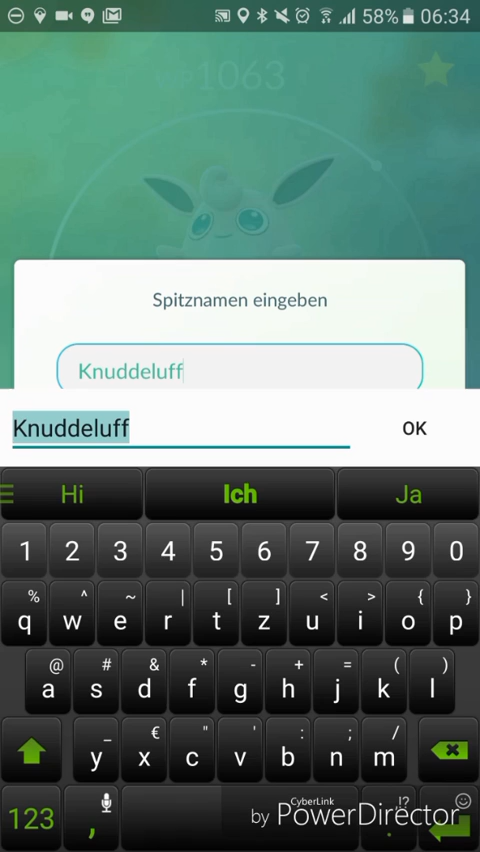 58% 06:34
1063
Spitznamen eingeben
Knuddeluff
Knuddeluff OK
Hi Ich Ja
1 2 3 4 5 6 7 8 9 0
% ^ ~ | [ ] < > { }
q w e r t z u i o p
@ # & * - + = ( )
a s d f g h j k l
_ € " ' : ; /
y x c v b n m
123 , . !?
by CyberLink PowerDirector